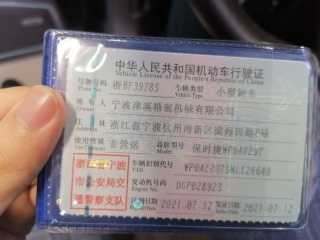 中华人民共和国机动车行驶证
Vehicle License of the People's Republic of China
号牌号码 浙BF39785 车辆类型 小型轿车
Plate No. Vehicle Type
所有人 宁波津溪精密机械有限公司
Owner
住址 浙江省宁波杭州湾新区滨海四路
Address
使用性质 非营运 品牌型号 保时捷WP0AE297
Use Character Model
浙江省宁波 车辆识别代号
市公安局交 VIN
通警察支队 发动机号码 DGP028923
Engine No.
注册日期 2021-07-12 发证日期 2021-07-12
Register Date Issue Date